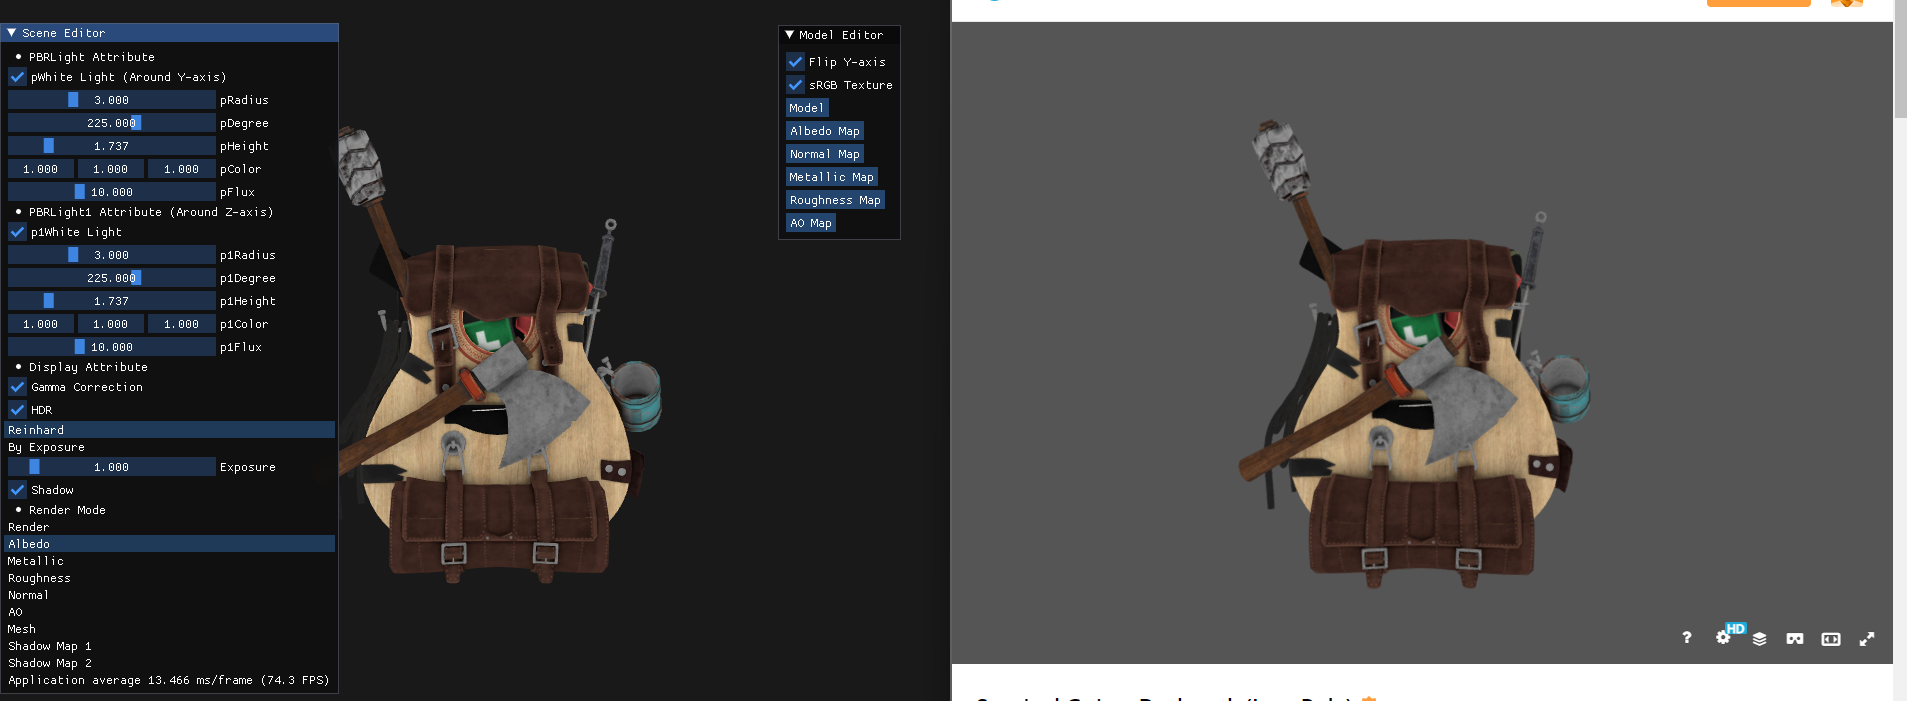 Scene Editor
PBRLight Attribute
pWhite Light (Around Y-axis)
3.000 pRadius
225.000 pDegree
1.737 pHeight
1.000 1.000 1.000 pColor
10.000 pFlux
PBRLight1 Attribute (Around Z-axis)
p1White Light
3.000 p1Radius
225.000 p1Degree
1.737 p1Height
1.000 1.000 1.000 p1Color
10.000 p1Flux
Display Attribute
Gamma Correction
HDR
Reinhard
By Exposure
1.000 Exposure
Shadow
Render Mode
Render
Albedo
Metallic
Roughness
Normal
AO
Mesh
Shadow Map 1
Shadow Map 2
Application average 13.466 ms/frame (74.3 FPS)
Model Editor
Flip Y-axis
sRGB Texture
Model
Albedo Map
Normal Map
Metallic Map
Roughness Map
AO Map
? HD